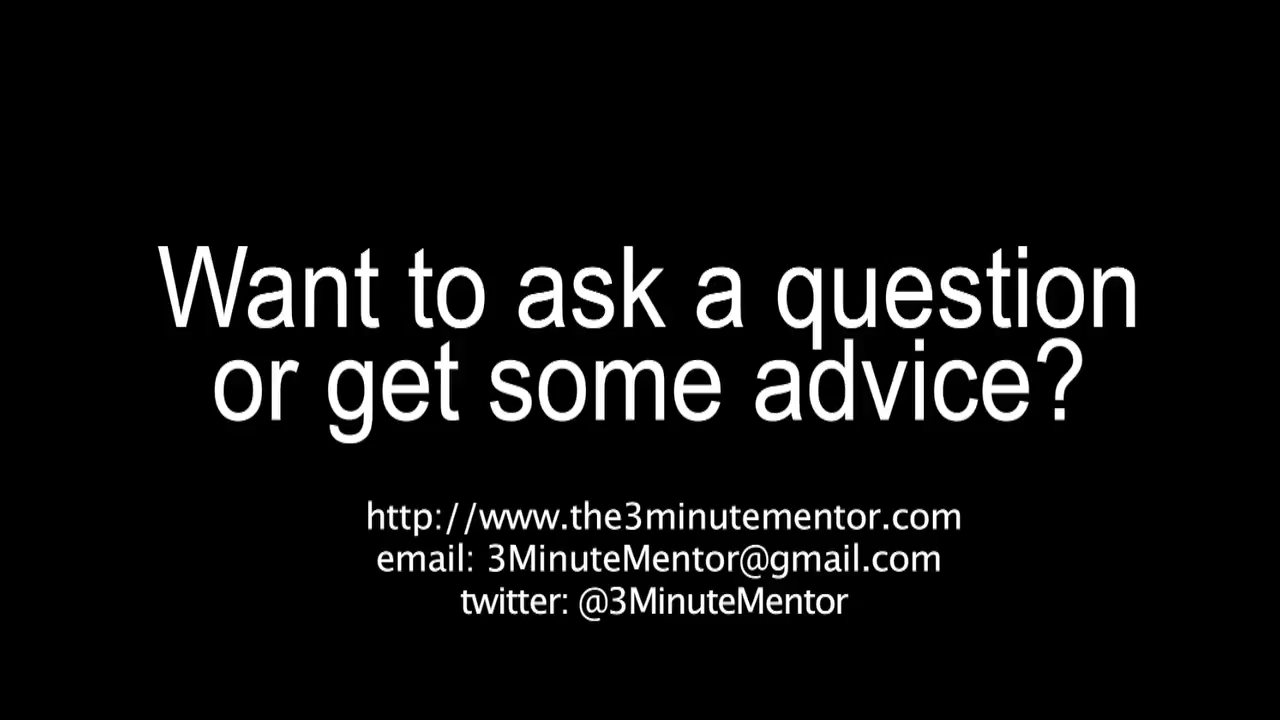 Want to ask a question
or get some advice?
http://www.the3minutementor.com
email: 3MinuteMentor@gmail.com
twitter: @3MinuteMentor